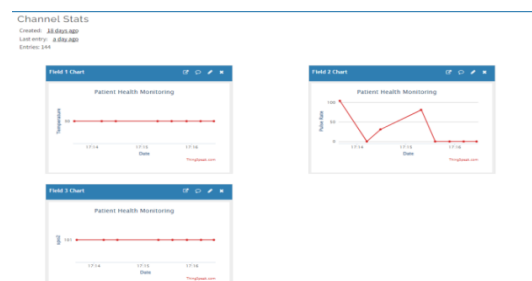 Channel Stats
Created: 10 days ago
Last entry: a day ago
Entries: 144
Field 1 Chart
Patient Health Monitoring
Temperature
17:14 17:15 17:16
Date
ThingSpeak.com
Field 2 Chart
Patient Health Monitoring
Pulse Rate
100
50
0
17:14 17:15 17:16
Date
ThingSpeak.com
Field 3 Chart
Patient Health Monitoring
17:14 17:15 17:16
Date
ThingSpeak.com